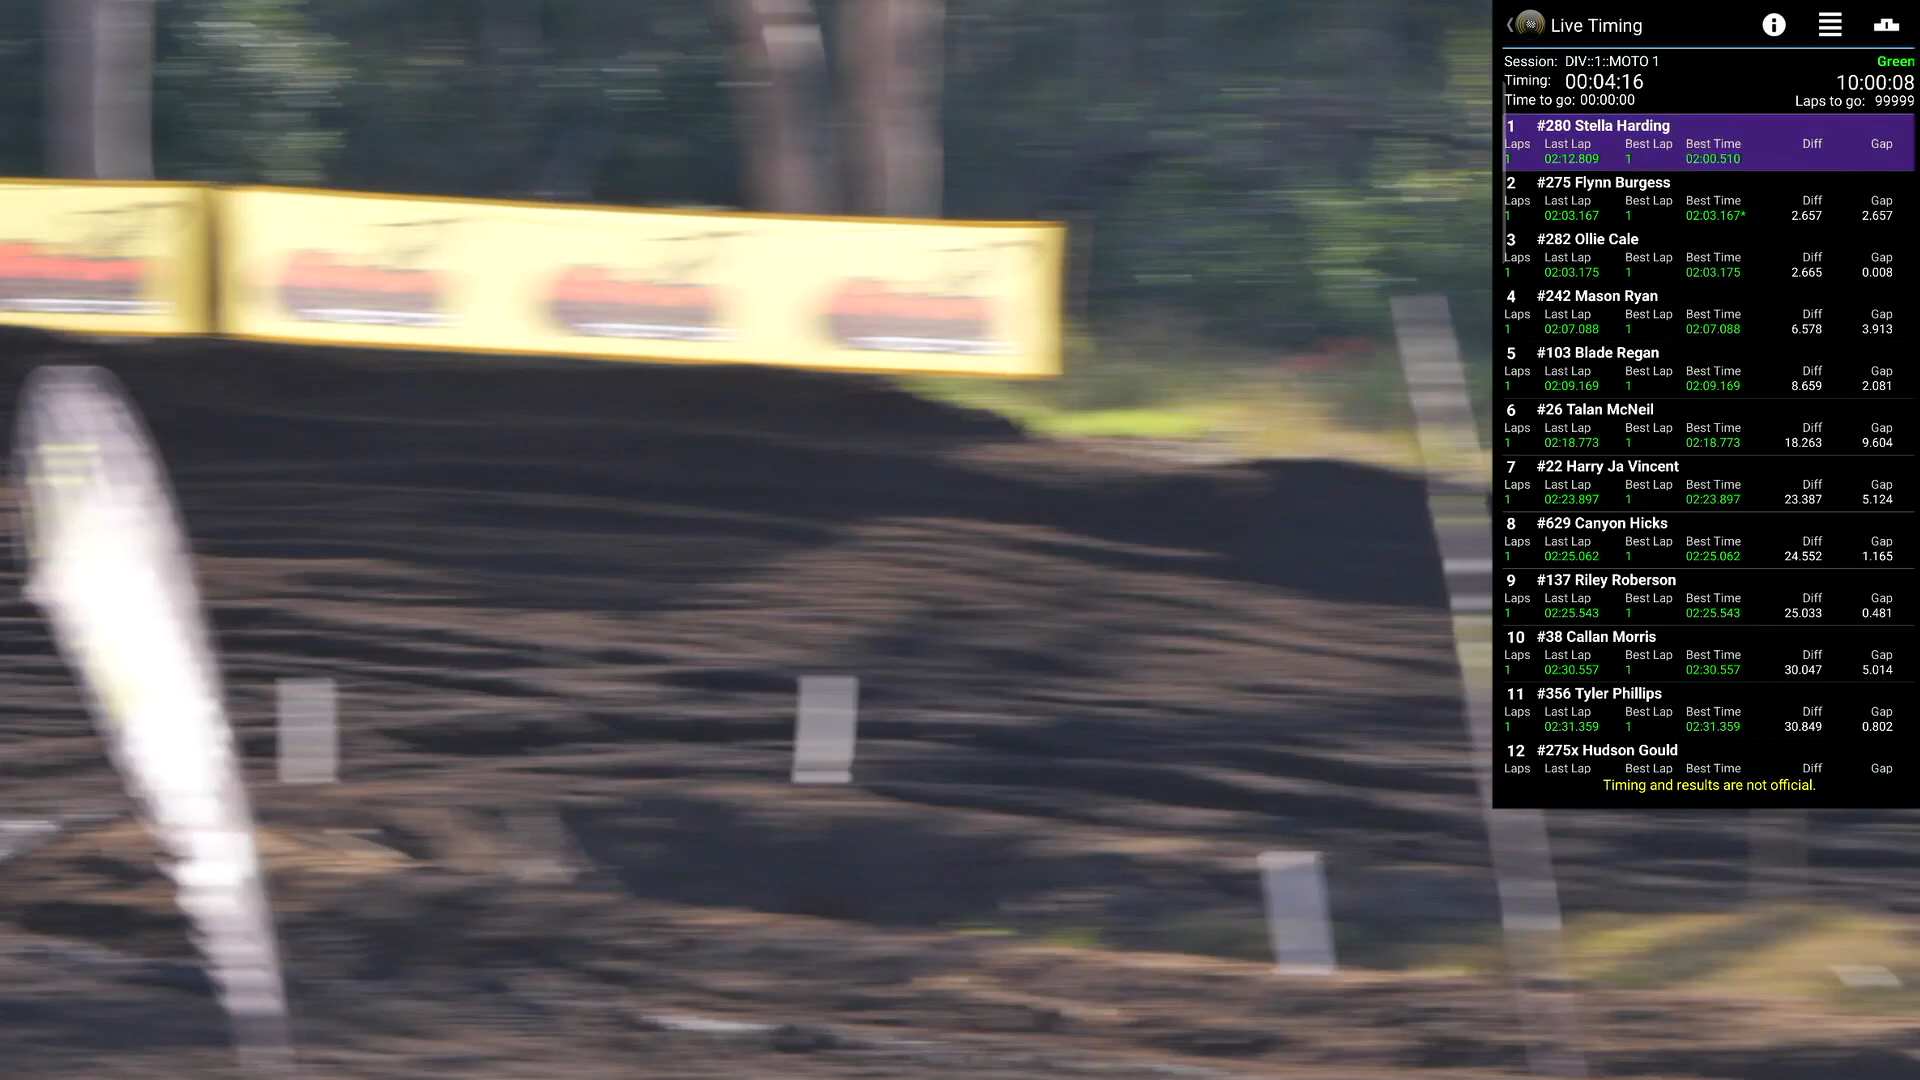 Live Timing
Session: DIV::1::MOTO 1 Green
Timing: 00:04:16 10:00:08
Time to go: 00:00:00 Laps to go: 99999
1 #280 Stella Harding
Laps Last Lap Best Lap Best Time Diff Gap
1 02:12.809 1 02:00.510
2 #275 Flynn Burgess
Laps Last Lap Best Lap Best Time Diff Gap
1 02:03.167 1 02:03.167* 2.657 2.657
3 #282 Ollie Cale
Laps Last Lap Best Lap Best Time Diff Gap
1 02:03.175 1 02:03.175 2.665 0.008
4 #242 Mason Ryan
Laps Last Lap Best Lap Best Time Diff Gap
1 02:07.088 1 02:07.088 6.578 3.913
5 #103 Blade Regan
Laps Last Lap Best Lap Best Time Diff Gap
1 02:09.169 1 02:09.169 8.659 2.081
6 #26 Talan McNeil
Laps Last Lap Best Lap Best Time Diff Gap
1 02:18.773 1 02:18.773 18.263 9.604
7 #22 Harry Ja Vincent
Laps Last Lap Best Lap Best Time Diff Gap
1 02:23.897 1 02:23.897 23.387 5.124
8 #629 Canyon Hicks
Laps Last Lap Best Lap Best Time Diff Gap
1 02:25.062 1 02:25.062 24.552 1.165
9 #137 Riley Roberson
Laps Last Lap Best Lap Best Time Diff Gap
1 02:25.543 1 02:25.543 25.033 0.481
10 #38 Callan Morris
Laps Last Lap Best Lap Best Time Diff Gap
1 02:30.557 1 02:30.557 30.047 5.014
11 #356 Tyler Phillips
Laps Last Lap Best Lap Best Time Diff Gap
1 02:31.359 1 02:31.359 30.849 0.802
12 #275x Hudson Gould
Laps Last Lap Best Lap Best Time Diff Gap
Timing and results are not official.